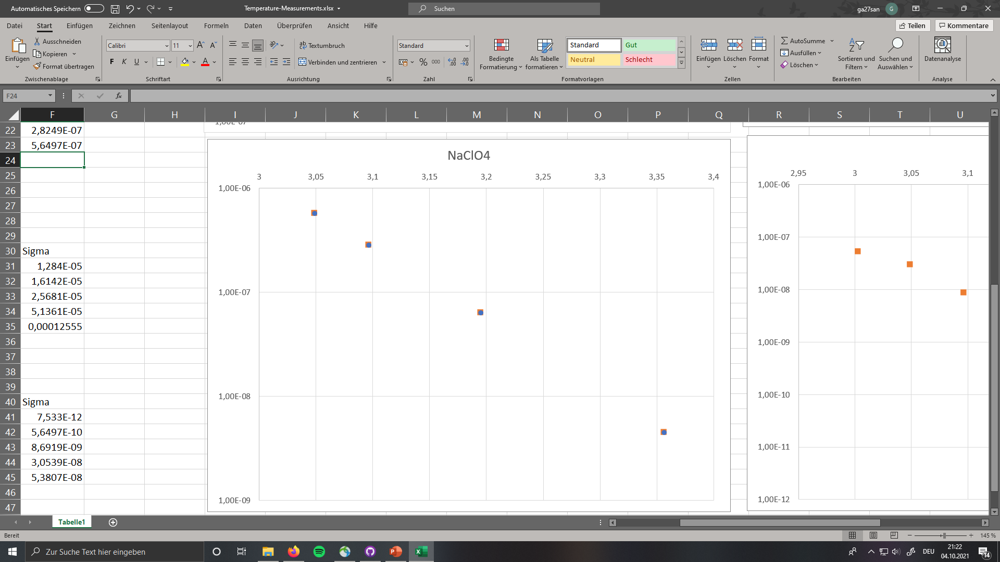 Automatisches Speichern
Temperature-Measurements.xlsx
Suchen
ga27san
G
Datei Start Einfügen Zeichnen Seitenlayout Formeln Daten Überprüfen Ansicht Hilfe
Teilen Kommentare
Einfügen
Ausschneiden
Kopieren
Format übertragen
Zwischenablage
Calibri 11
F K U
Schriftart
Textumbruch
Verbinden und zentrieren
Ausrichtung
Standard
% 000
Zahl
Bedingte Formatierung
Als Tabelle formatieren
Standard Gut
Neutral Schlecht
Formatvorlagen
Einfügen Löschen Format
Zellen
AutoSumme
Ausfüllen
Löschen
Sortieren und Filtern
Suchen und Auswählen
Bearbeiten
Datenanalyse
Analyse
F24
fx
F G H I J K L M N O P Q R S T U
22 2,8249E-07
23 5,6497E-07
24
25
26
27
28
29
30 Sigma
31 1,284E-05
32 1,6142E-05
33 2,5681E-05
34 5,1361E-05
35 0,00012555
36
37
38
39
40 Sigma
41 7,533E-12
42 5,6497E-10
43 8,6919E-09
44 3,0539E-08
45 5,3807E-08
46
47
NaClO4
3 3,05 3,1 3,15 3,2 3,25 3,3 3,35 3,4
1,00E-06
1,00E-07
1,00E-08
1,00E-09
2,95 3 3,05 3,1
1,00E-06
1,00E-07
1,00E-08
1,00E-09
1,00E-10
1,00E-11
1,00E-12
Tabelle1
Bereit
145 %
Zur Suche Text hier eingeben
DEU
21:22
04.10.2021
14